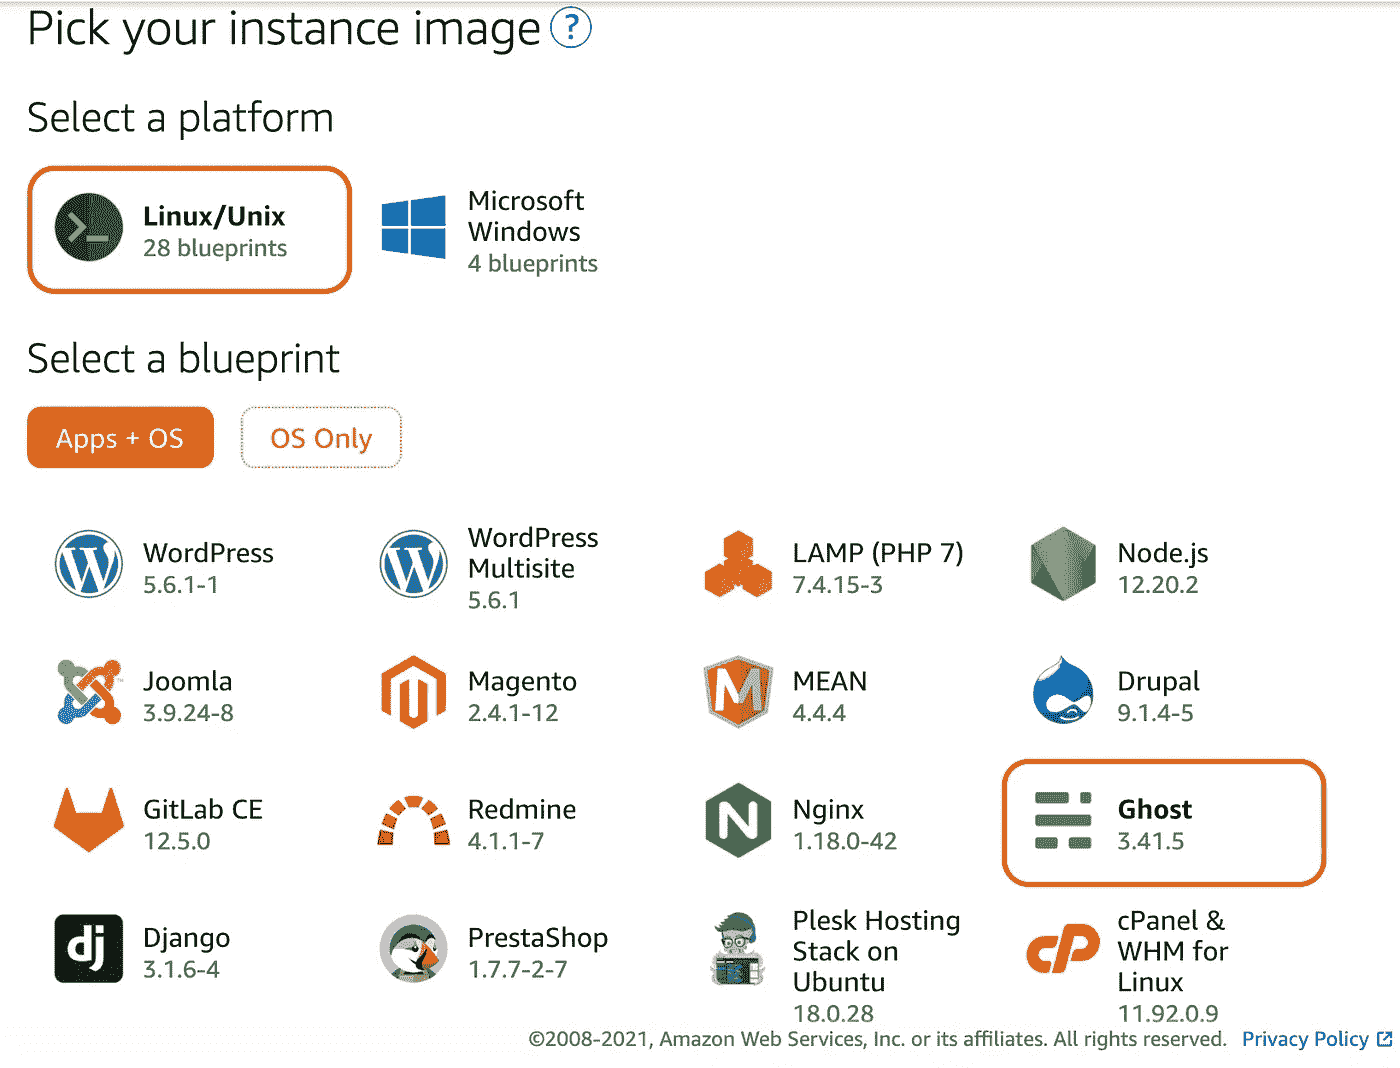 Pick your instance image ?
Select a platform
Linux/Unix
28 blueprints
Microsoft
Windows
4 blueprints
Select a blueprint
Apps + OS
OS Only
WordPress
5.6.1-1
WordPress
Multisite
5.6.1
LAMP (PHP 7)
7.4.15-3
Node.js
12.20.2
Joomla
3.9.24-8
Magento
2.4.1-12
MEAN
4.4.4
Drupal
9.1.4-5
GitLab CE
12.5.0
Redmine
4.1.1-7
Nginx
1.18.0-42
Ghost
3.41.5
dj
Django
3.1.6-4
PrestaShop
1.7.7-2-7
Plesk Hosting
Stack on
Ubuntu
18.0.28
cP
cPanel &
WHM for
Linux
11.92.0.9
©2008-2021, Amazon Web Services, Inc. or its affiliates. All rights reserved. Privacy Policy